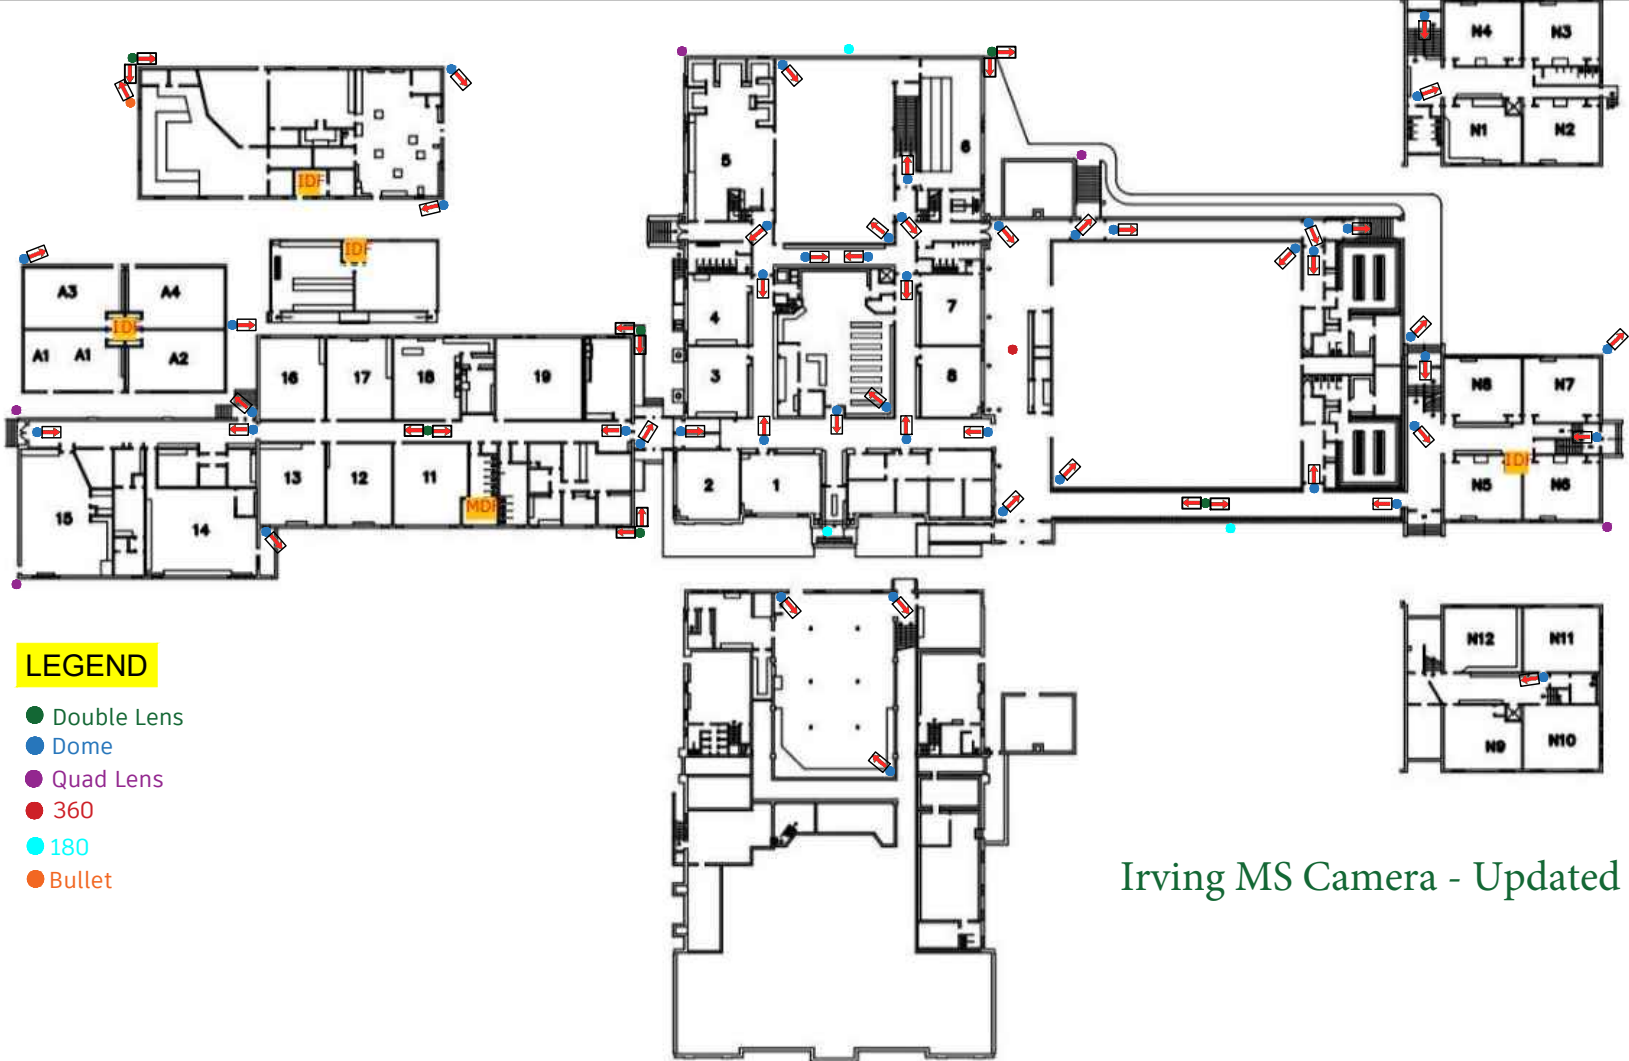 N4
N3
N1
N2
5
6
IDF
IDF
A3
A4
IDF
A1
A1
A2
16
17
18
19
4
7
3
8
N8
N7
13
12
11
MDF
2
1
IDF
N5
N6
15
14
LEGEND
Double Lens
Dome
Quad Lens
360
180
Bullet
N12
N11
N9
N10
Irving MS Camera - Updated